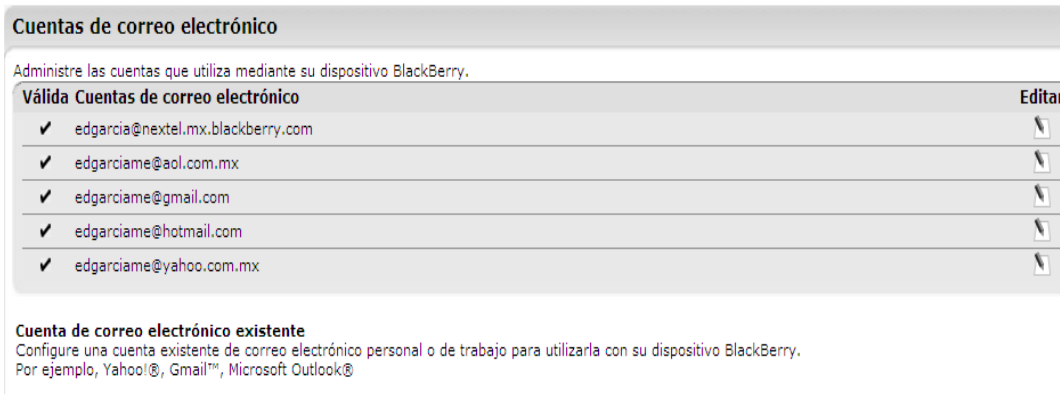 Cuentas de correo electrónico
Administre las cuentas que utiliza mediante su dispositivo BlackBerry.
Válida Cuentas de correo electrónico Editar
edgarcia@nextel.mx.blackberry.com
edgarciame@aol.com.mx
edgarciame@gmail.com
edgarciame@hotmail.com
edgarciame@yahoo.com.mx
Cuenta de correo electrónico existente
Configure una cuenta existente de correo electrónico personal o de trabajo para utilizarla con su dispositivo BlackBerry.
Por ejemplo, Yahoo!®, Gmail™, Microsoft Outlook®